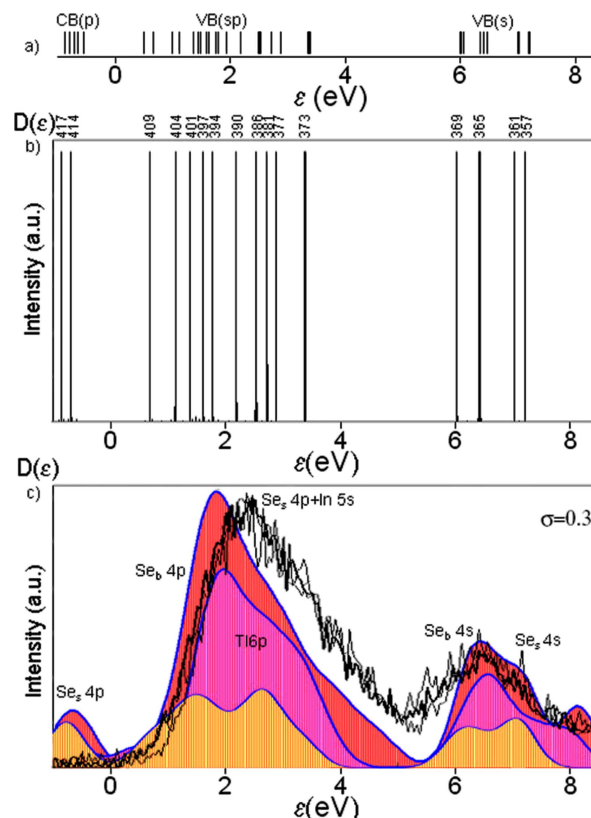 CB(p) VB(sp) VB(s)
a)
0 2 4 6 8
ε (eV)
D(ε)
417 414 409 404 401 397 394 390 386 381 377 373 369 365 361 357
b)
Intensity (a.u.)
0 2 4 6 8
ε(eV)
D(ε)
c)
Seₛ 4p+In 5s
σ=0.3
Se_b 4p
Tl6p
Se_b 4s
Seₛ 4s
Seₛ 4p
Intensity (a.u.)
0 2 4 6 8
ε(eV)